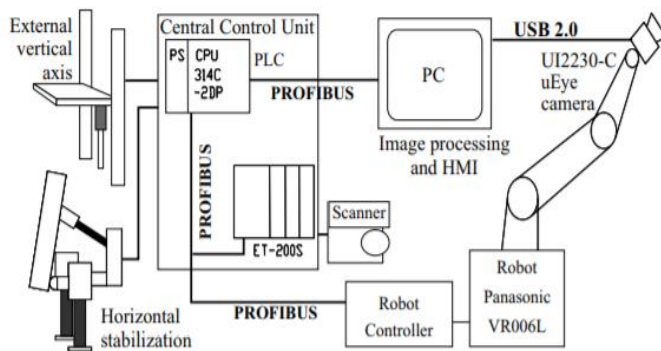 External
vertical
axis
Central Control Unit
PS
CPU
314C
-2DP
PLC
PROFIBUS
PC
Image processing
and HMI
USB 2.0
UI2230-C
uEye
camera
PROFIBUS
ET-200S
Scanner
Horizontal
stabilization
PROFIBUS
Robot
Controller
Robot
Panasonic
VR006L